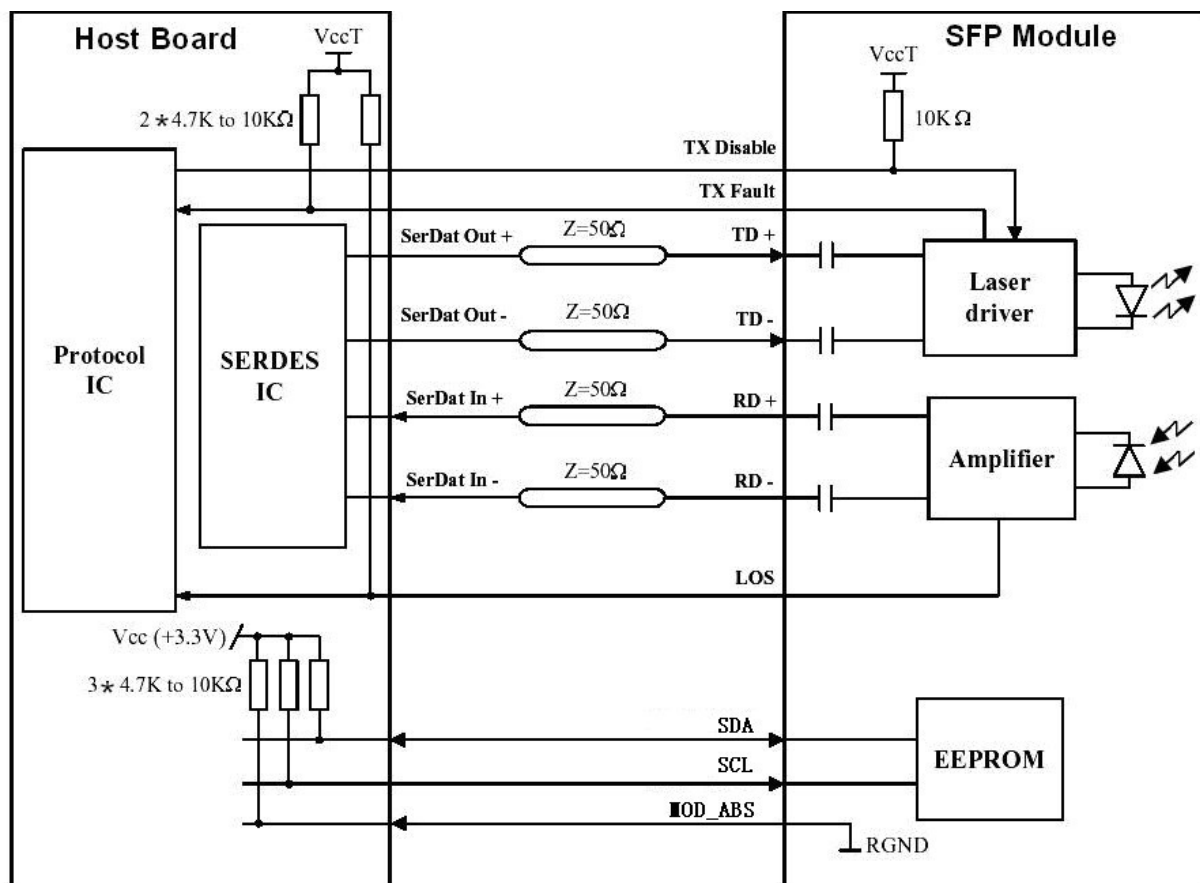 Host Board
SFP Module
VccT
VccT
2*4.7K to 10KΩ
10KΩ
TX Disable
TX Fault
SerDat Out +
Z=50Ω
TD +
Laser
driver
SerDat Out -
Z=50Ω
TD -
Protocol
IC
SERDES
IC
SerDat In +
Z=50Ω
RD +
Amplifier
SerDat In -
Z=50Ω
RD -
LOS
Vcc (+3.3V)
3*4.7K to 10KΩ
SDA
EEPROM
SCL
MOD_ABS
RGND